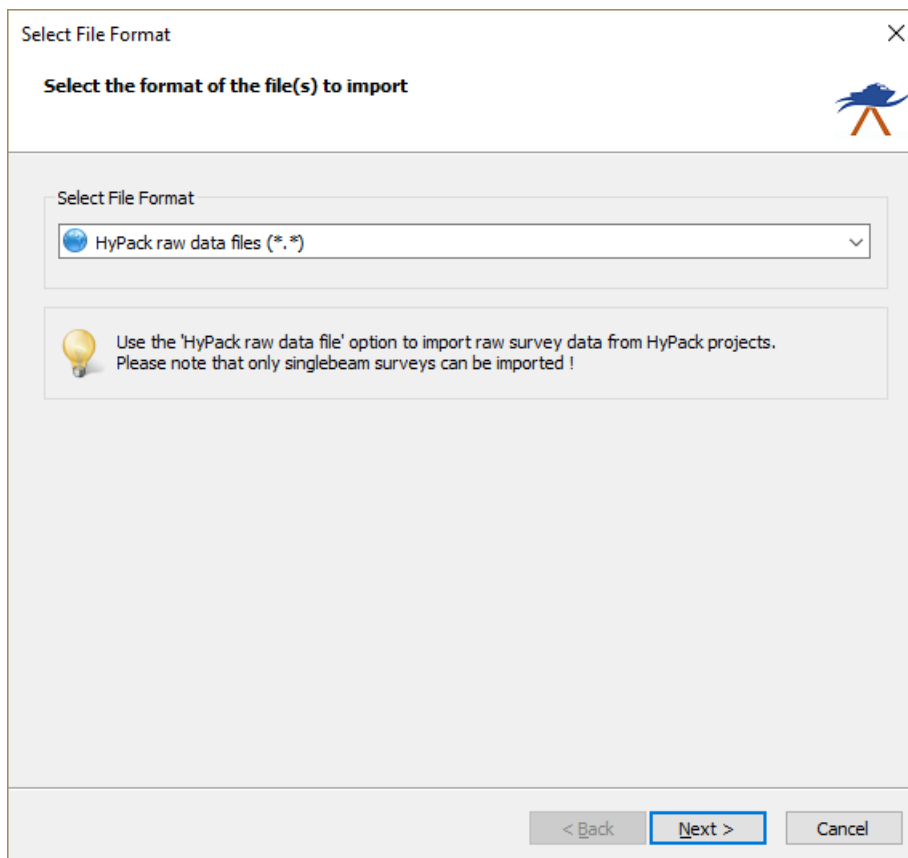 Select File Format
Select the format of the file(s) to import
Select File Format
HyPack raw data files (*.*)
Use the 'HyPack raw data file' option to import raw survey data from HyPack projects.
Please note that only singlebeam surveys can be imported !
< Back
Next >
Cancel